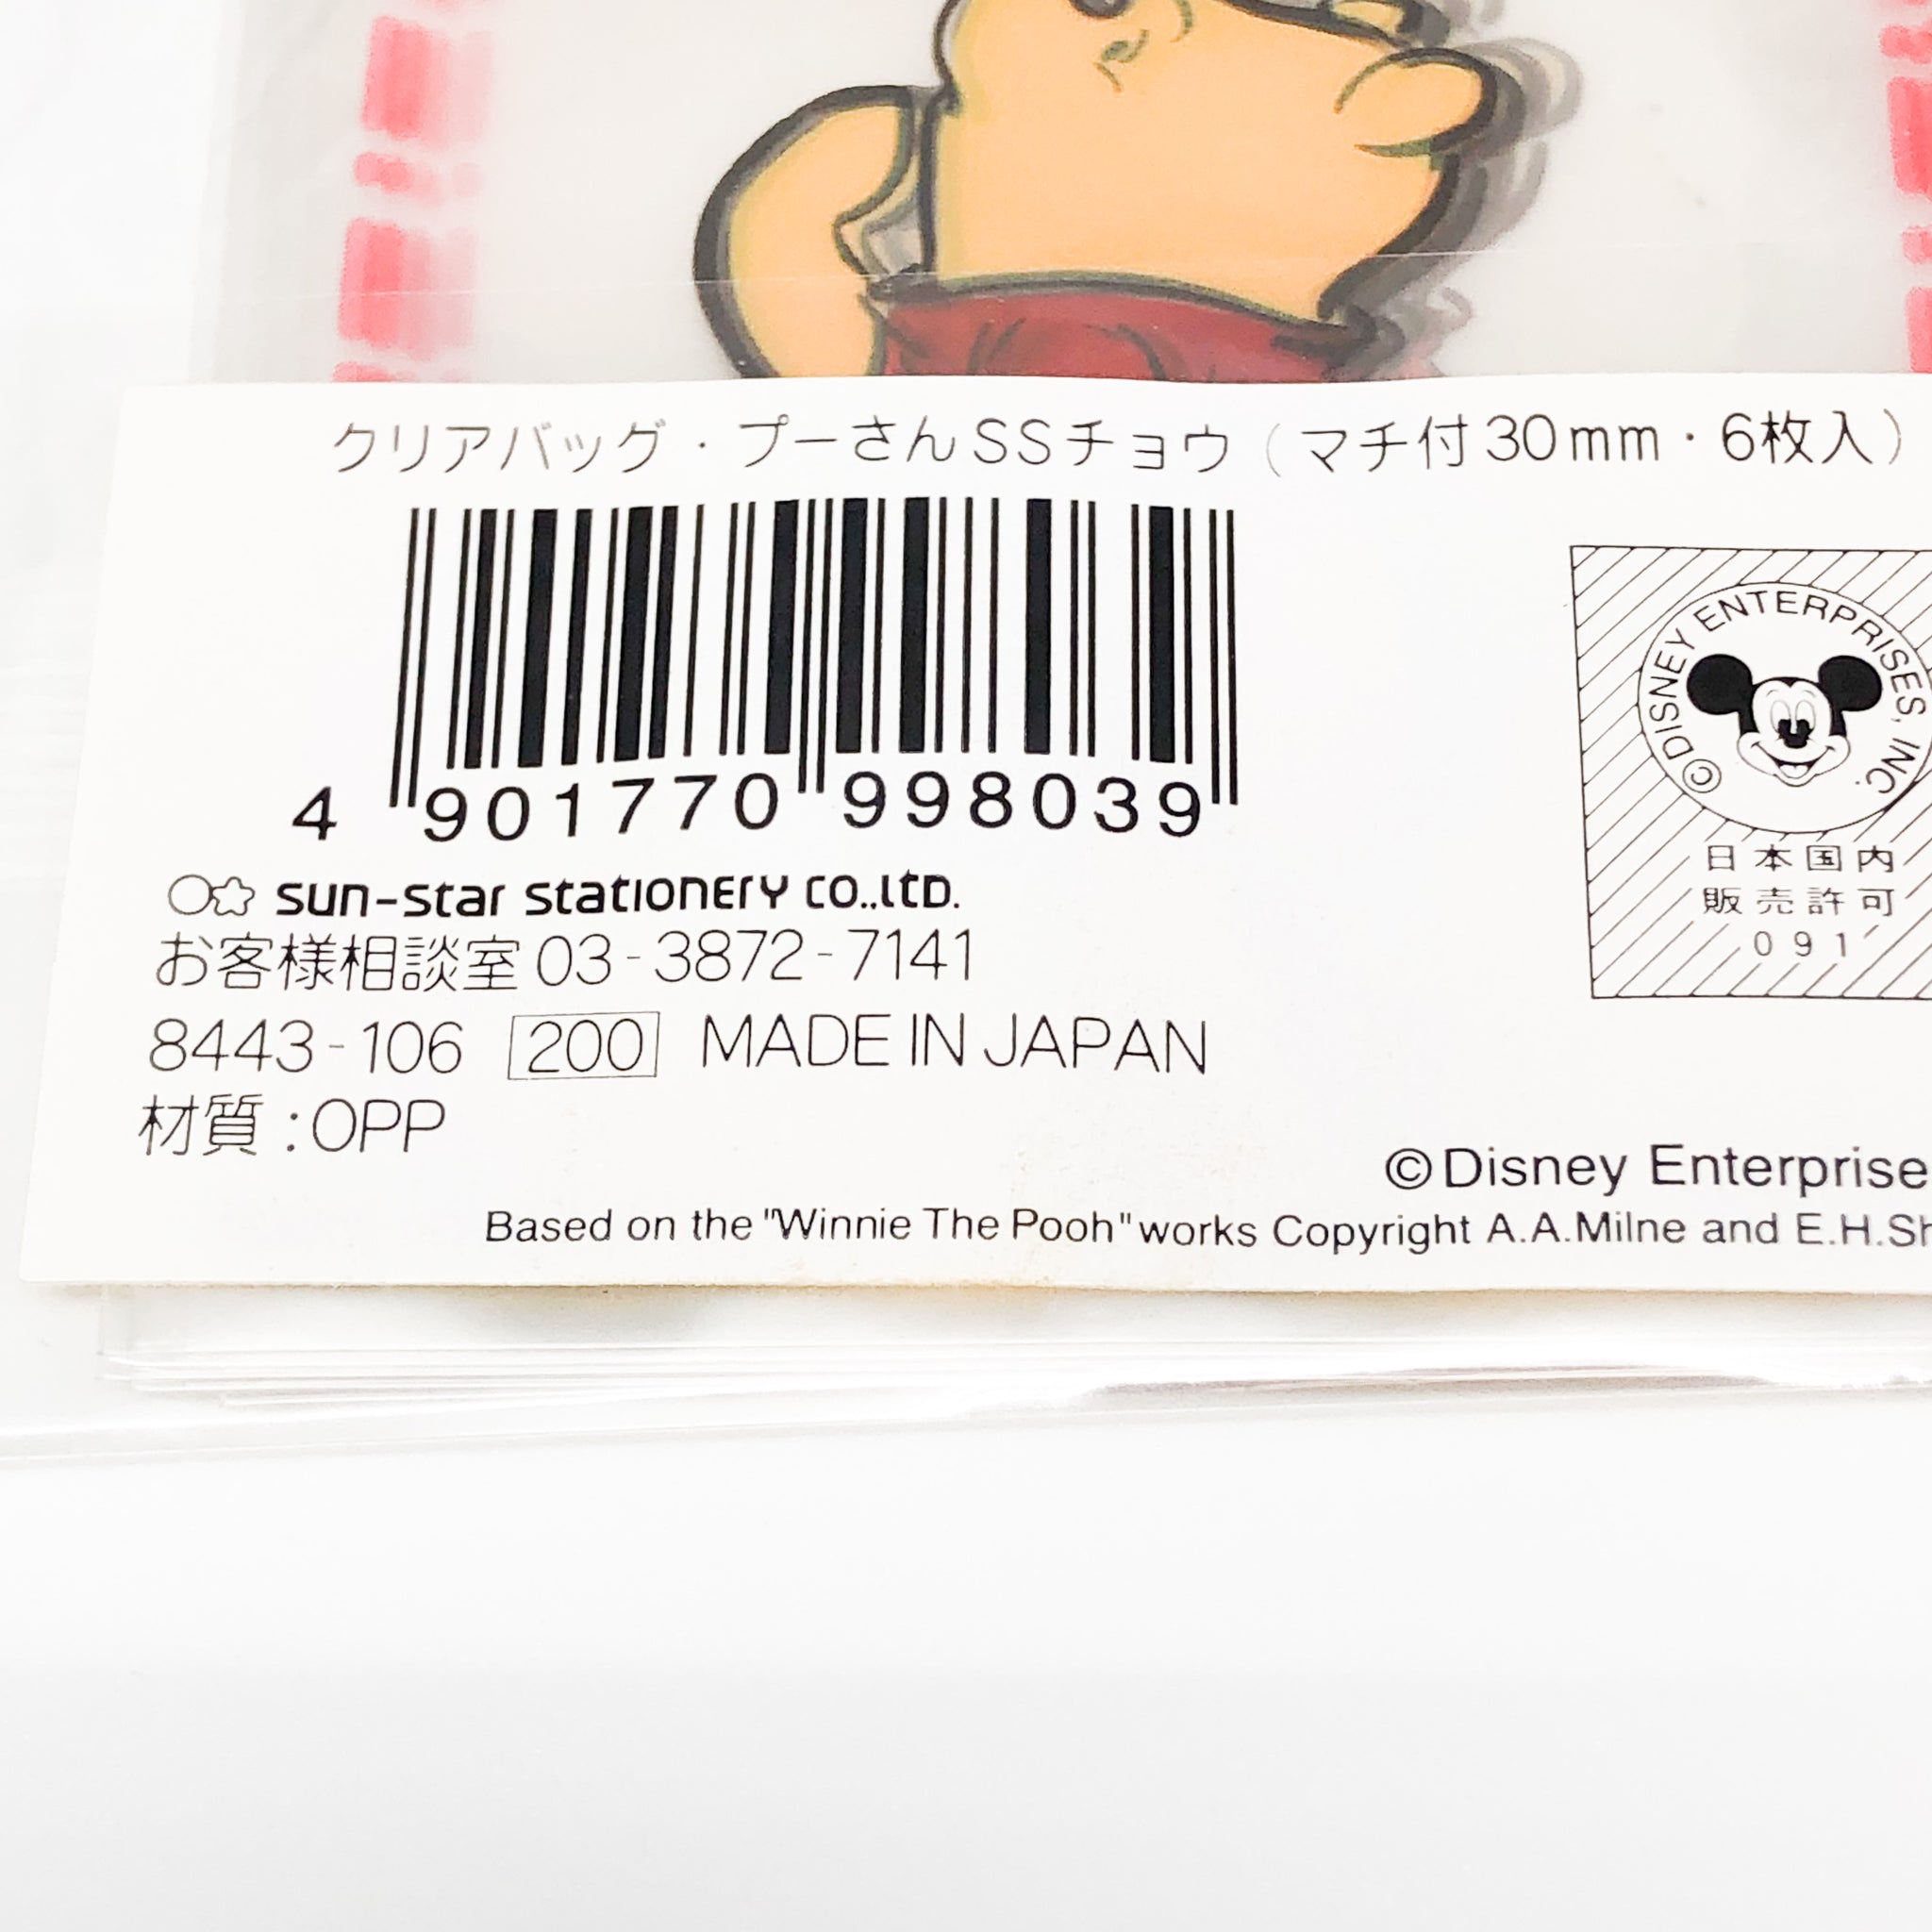 クリアバッグ・プーさんSSチョウ（マチ付30mm・6枚入）
4 901770 998039
sun-star stationery co.,ltd.
お客様相談室 03-3872-7141
8443-106 200 MADE IN JAPAN
材質:OPP
©DISNEY ENTERPRISES, INC.
日本国内
販売許可
091
©Disney Enterprise
Based on the "Winnie The Pooh" works Copyright A.A.Milne and E.H.